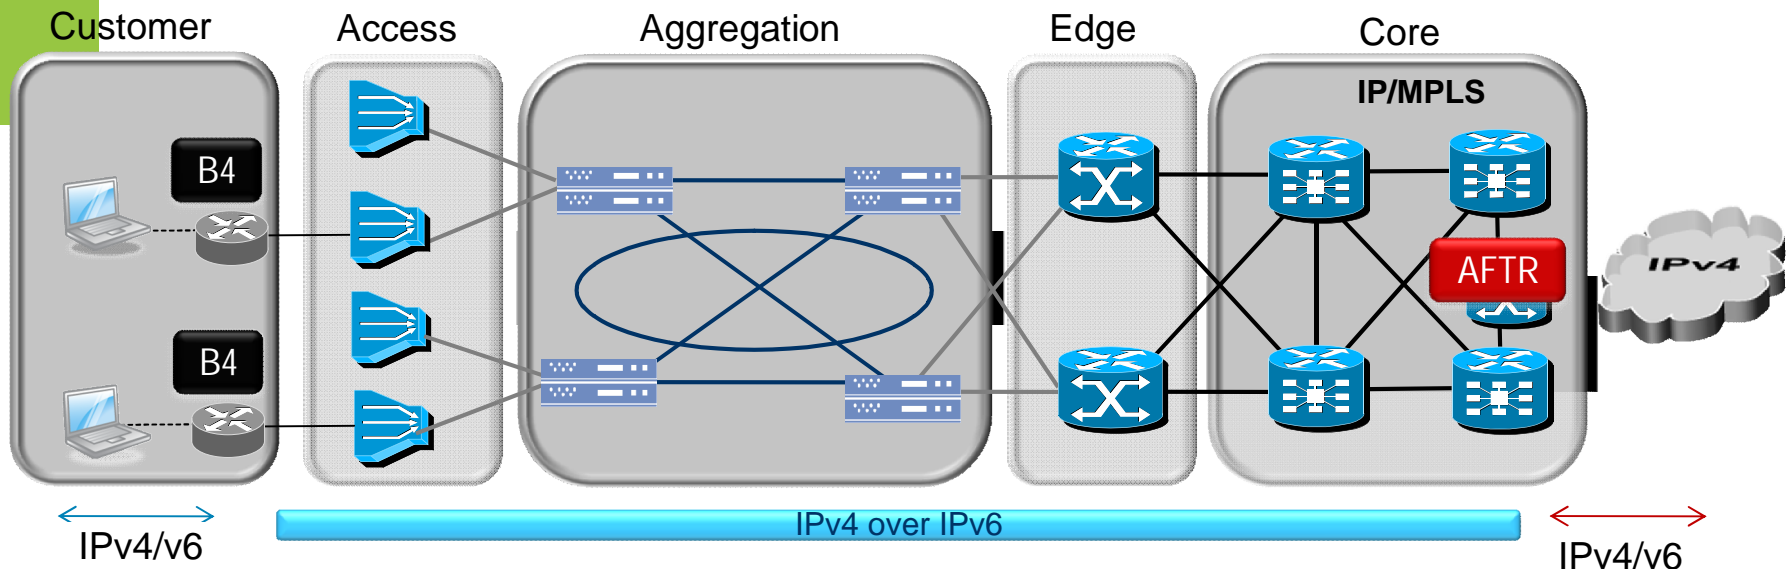 Customer
Access
Aggregation
Edge
Core
IP/MPLS
B4
AFTR
IPv4
B4
IPv4/v6
IPv4 over IPv6
IPv4/v6